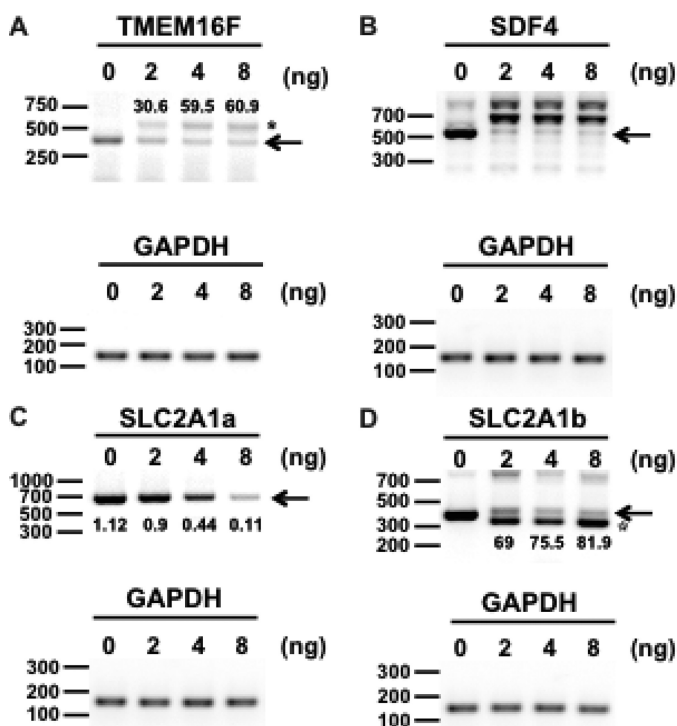 A
TMEM16F
0 2 4 8 (ng)
750
30.6 59.5 60.9
500
*
250
GAPDH
0 2 4 8 (ng)
300
200
100
B
SDF4
0 2 4 8 (ng)
700
500
300
GAPDH
0 2 4 8 (ng)
300
200
100
C
SLC2A1a
0 2 4 8 (ng)
1000
700
500
300
1.12 0.9 0.44 0.11
GAPDH
0 2 4 8 (ng)
300
200
100
D
SLC2A1b
0 2 4 8 (ng)
700
500
300
200
69 75.5 81.9
GAPDH
0 2 4 8 (ng)
300
200
100